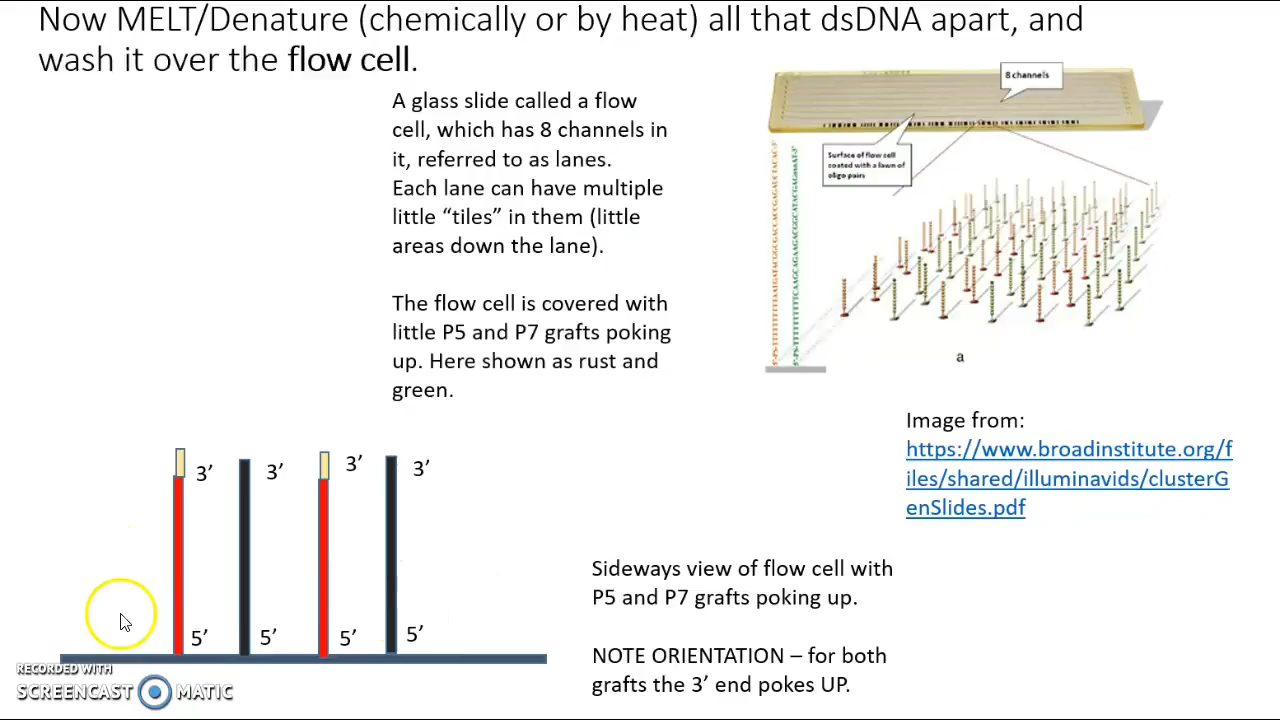 Now MELT/Denature (chemically or by heat) all that dsDNA apart, and
wash it over the flow cell.
A glass slide called a flow
cell, which has 8 channels in
it, referred to as lanes.
Each lane can have multiple
little “tiles” in them (little
areas down the lane).
The flow cell is covered with
little P5 and P7 grafts poking
up. Here shown as rust and
green.
8 channels
Surface of flow cell
coated with a lawn of
oligo pairs
a
Image from:
https://www.broadinstitute.org/f
iles/shared/illuminavids/clusterG
enSlides.pdf
3’ 3’ 3’ 3’
5’ 5’ 5’ 5’
Sideways view of flow cell with
P5 and P7 grafts poking up.
NOTE ORIENTATION – for both
grafts the 3’ end pokes UP.
RECORDED WITH
SCREENCAST MATIC